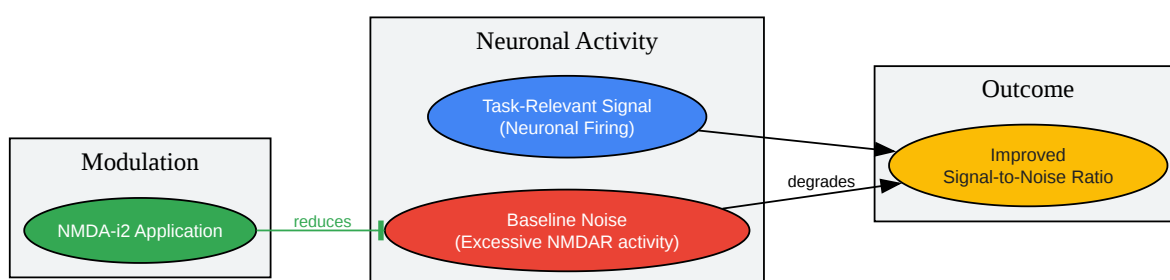 Modulation
NMDA-i2 Application
reduces
Neuronal Activity
Task-Relevant Signal
(Neuronal Firing)
Baseline Noise
(Excessive NMDAR activity)
degrades
Outcome
Improved
Signal-to-Noise Ratio